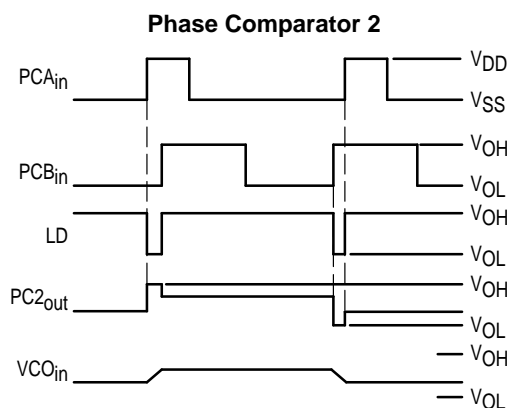 Phase Comparator 2
PCAin
VDD
VSS
PCBin
VOH
VOL
LD
VOH
VOL
PC2out
VOH
VOL
VCOin
VOH
VOL